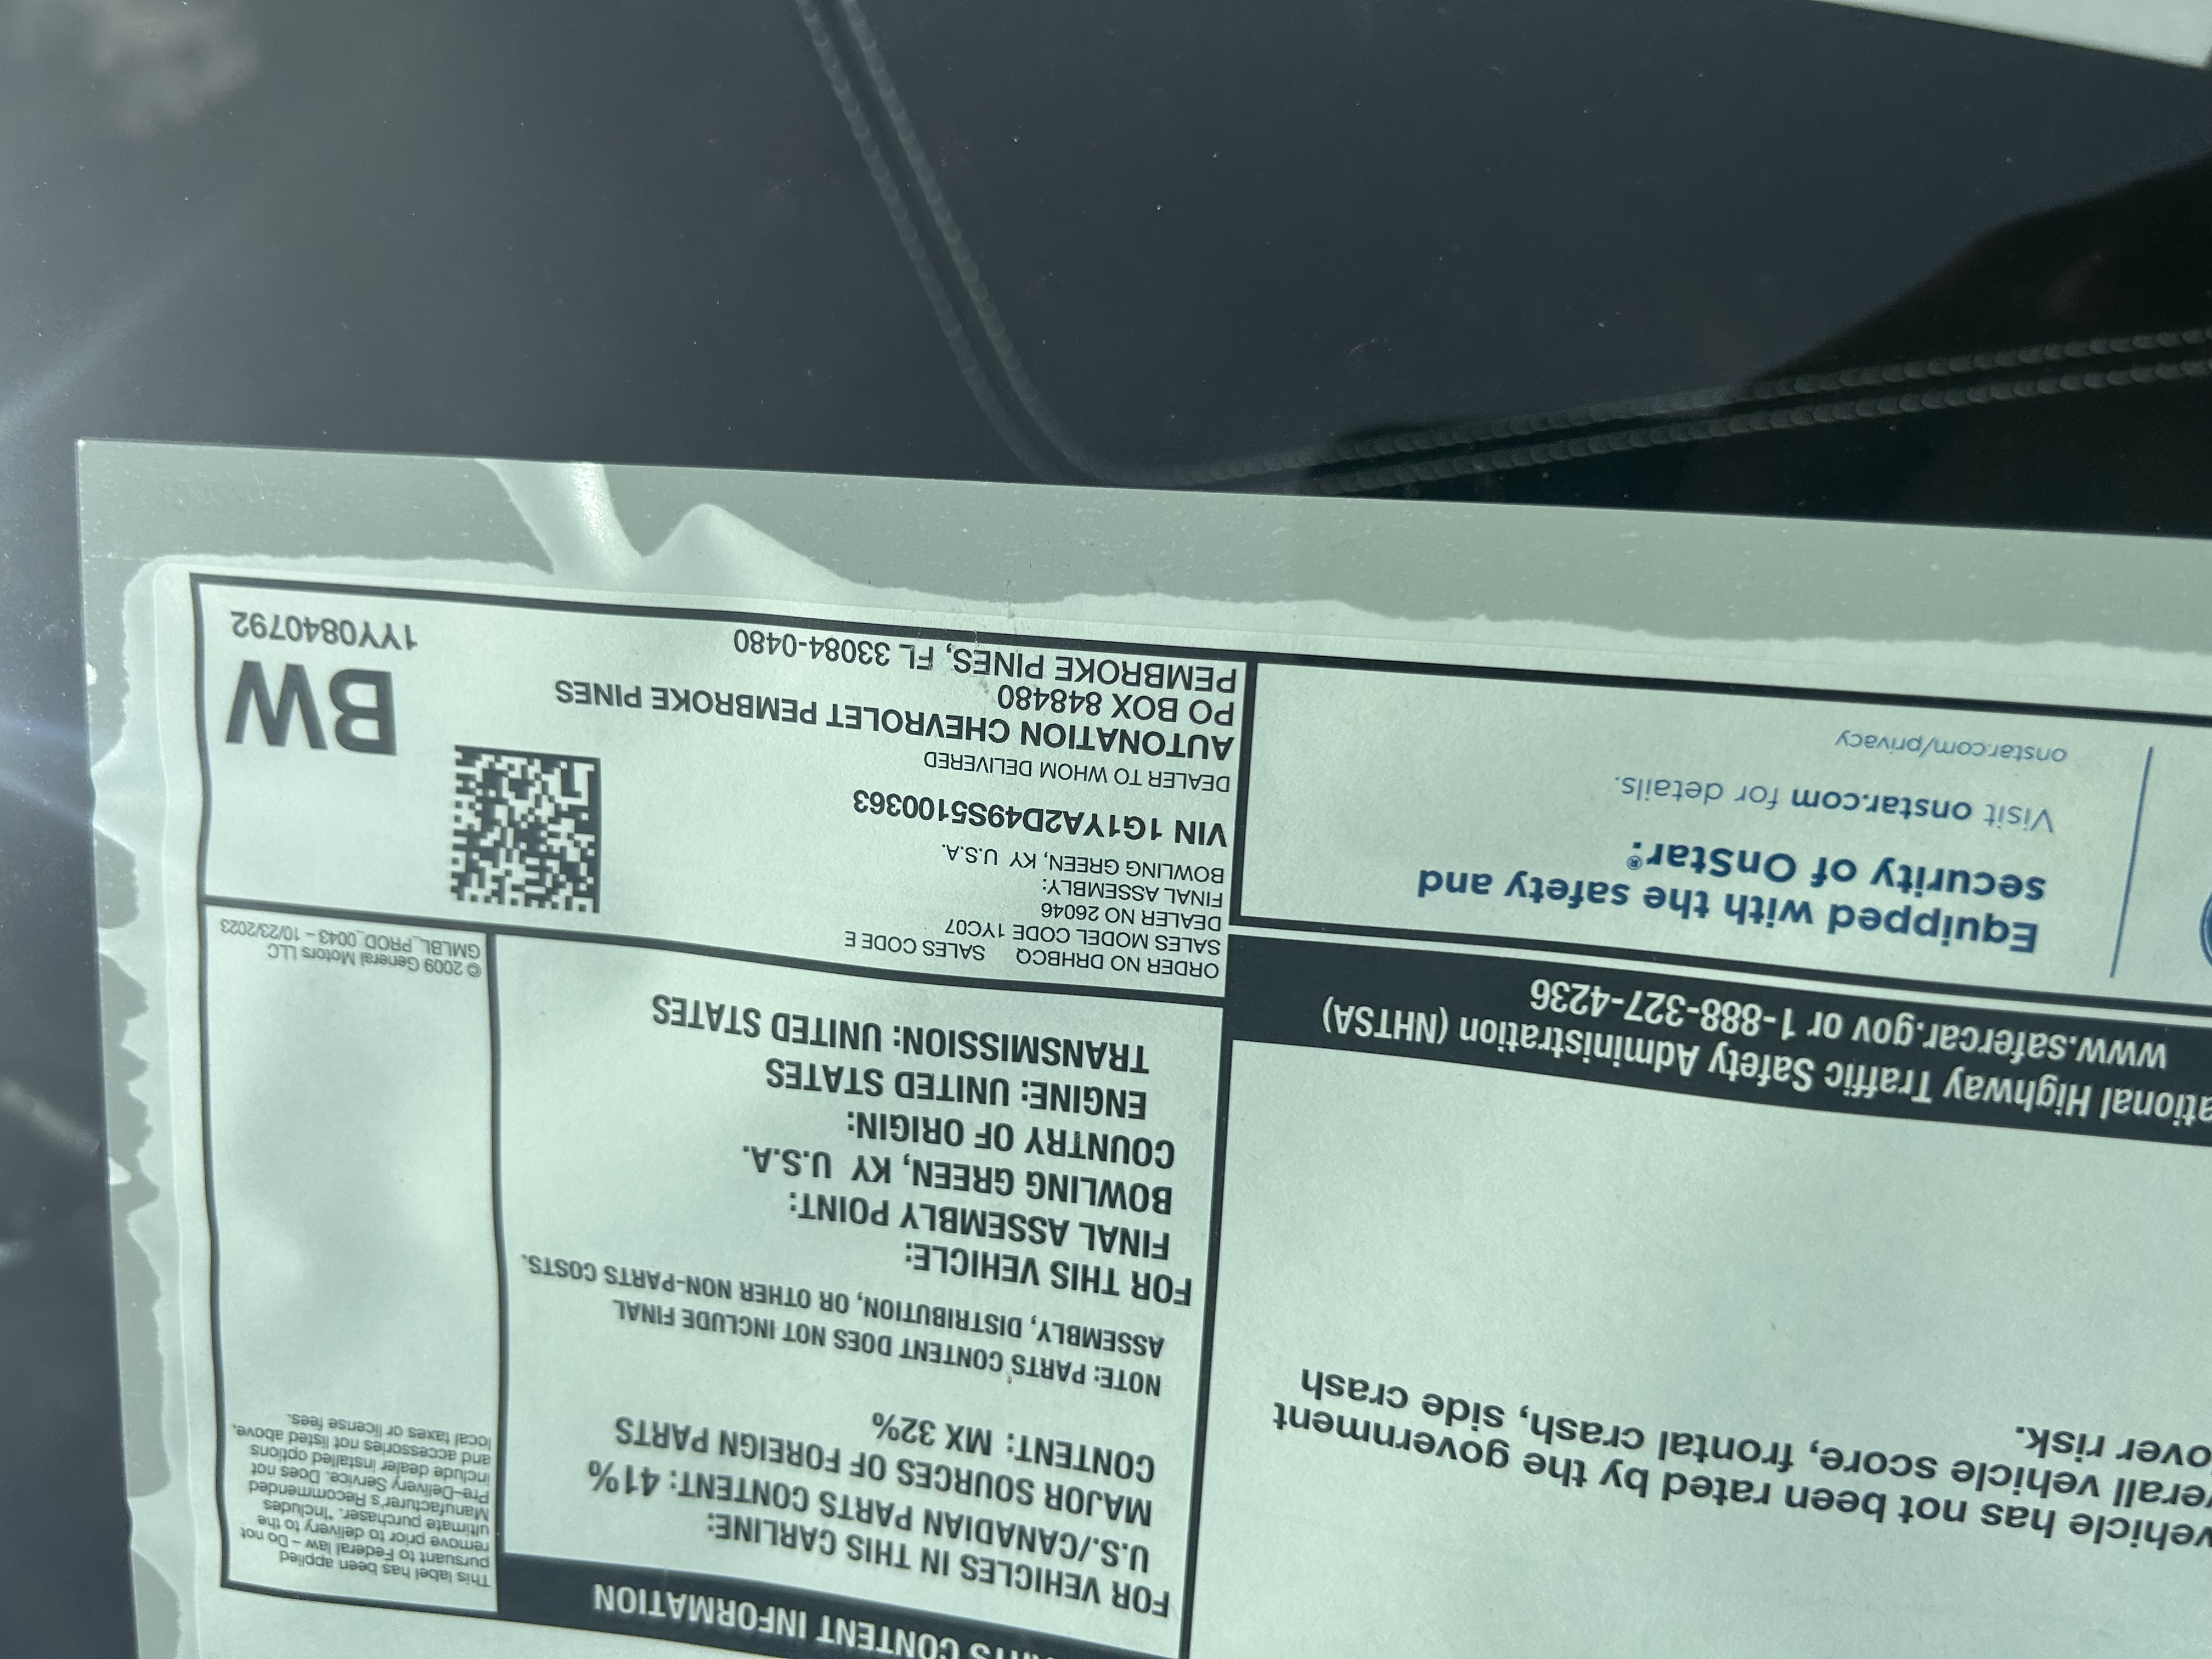 RTS CONTENT INFORMATION
FOR VEHICLES IN THIS CARLINE:
U.S./CANADIAN PARTS CONTENT: 41%
MAJOR SOURCES OF FOREIGN PARTS
CONTENT: MX 32%
NOTE: PARTS CONTENT DOES NOT INCLUDE FINAL
ASSEMBLY, DISTRIBUTION, OR OTHER NON-PARTS COSTS.
FOR THIS VEHICLE:
FINAL ASSEMBLY POINT:
BOWLING GREEN, KY U.S.A.
COUNTRY OF ORIGIN:
ENGINE: UNITED STATES
TRANSMISSION: UNITED STATES
This label has been applied
pursuant to Federal law – Do not
remove prior to delivery to the
ultimate purchaser. *Includes
Manufacturer's Recommended
Pre-Delivery Service. Does not
include dealer installed options
and accessories not listed above,
local taxes or license fees.
© 2009 General Motors LLC
GMLBL_PROD_0043 – 10/23/2023
vehicle has not been rated by the government
erall vehicle score, frontal crash, side crash
over risk.
ational Highway Traffic Safety Administration (NHTSA)
www.safercar.gov or 1-888-327-4236
Equipped with the safety and
security of OnStar.®
Visit onstar.com for details.
onstar.com/privacy
ORDER NO DRHBCQ SALES CODE E
SALES MODEL CODE 1YC07
DEALER NO 26046
FINAL ASSEMBLY:
BOWLING GREEN, KY U.S.A.
VIN 1G1YA2D49S5100363
DEALER TO WHOM DELIVERED
AUTONATION CHEVROLET PEMBROKE PINES
PO BOX 848480
PEMBROKE PINES, FL 33084-0480
BW
1YY0840792